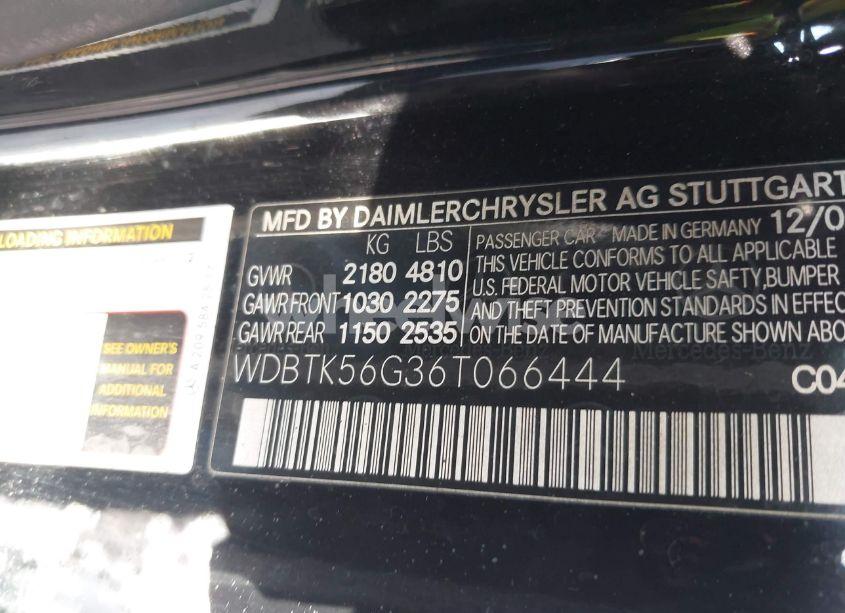 LOADING INFORMATION
SEE OWNER'S
MANUAL FOR
ADDITIONAL
INFORMATION
MFD BY DAIMLERCHRYSLER AG STUTTGART
KG LBS
GVWR 2180 4810
GAWR FRONT 1030 2275
GAWR REAR 1150 2535
PASSENGER CAR MADE IN GERMANY 12/0
THIS VEHICLE CONFORMS TO ALL APPLICABLE
U.S. FEDERAL MOTOR VEHICLE SAFTY,BUMPER
AND THEFT PREVENTION STANDARDS IN EFFEC
ON THE DATE OF MANUFACTURE SHOWN ABO
Mercedes-Benz
WDBTK56G36T066444
C04